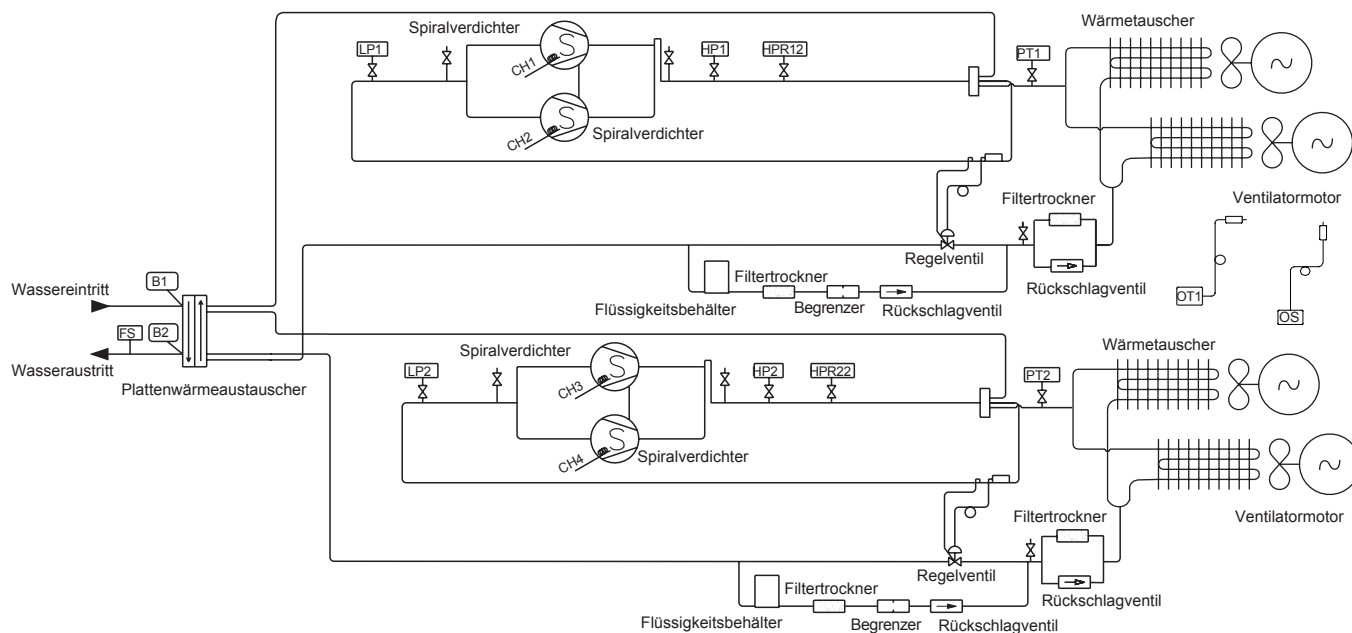 Spiralverdichter
Wärmetauscher
LP1
HP1
HPR12
PT1
CH1
CH2
Spiralverdichter
Filtertrockner
Ventilatormotor
Regelventil
Filtertrockner
Rückschlagventil
Flüssigkeitsbehälter
Begrenzer
Rückschlagventil
OT1
OS
Wassereintritt
B1
FS
B2
Wasseraustritt
Plattenwärmeaustauscher
Spiralverdichter
Wärmetauscher
LP2
HP2
HPR22
PT2
CH3
CH4
Spiralverdichter
Filtertrockner
Ventilatormotor
Regelventil
Filtertrockner
Rückschlagventil
Flüssigkeitsbehälter
Begrenzer
Rückschlagventil